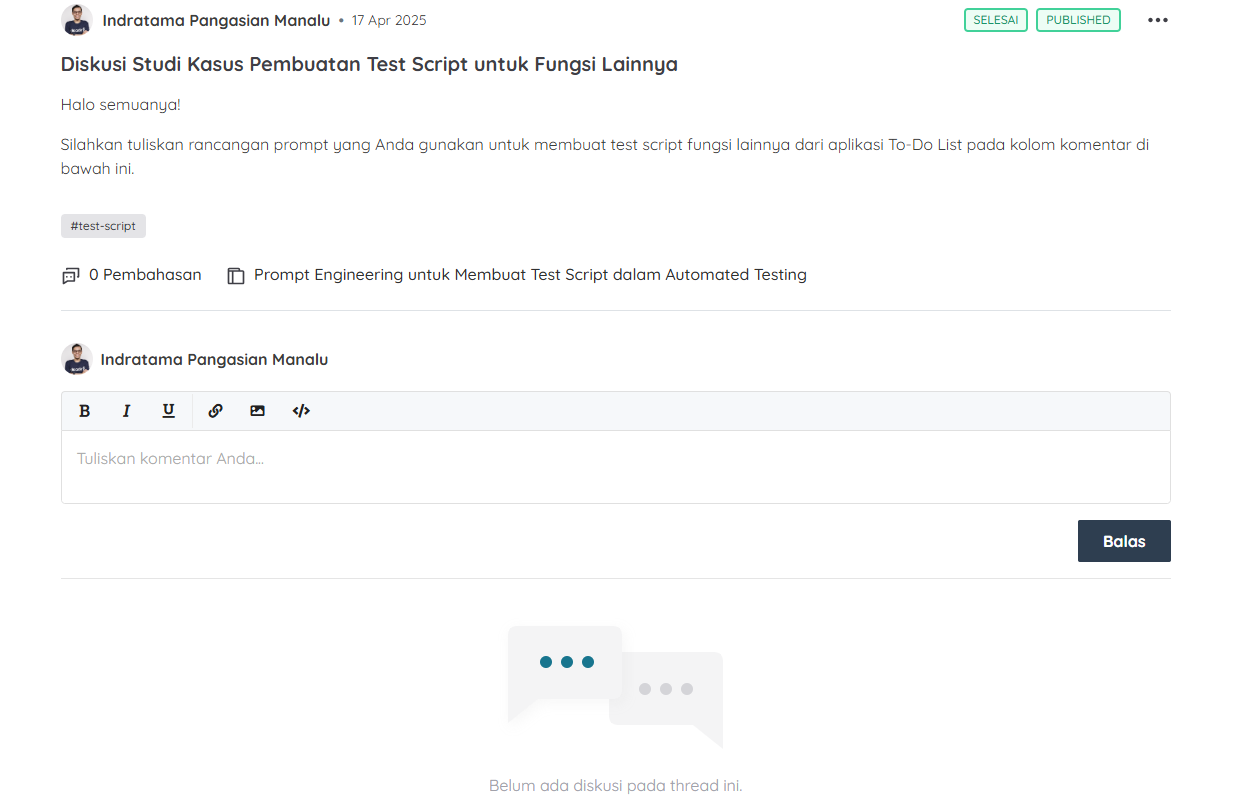 Indratama Pangasian Manalu • 17 Apr 2025 SELESAI PUBLISHED
Diskusi Studi Kasus Pembuatan Test Script untuk Fungsi Lainnya
Halo semuanya!
Silahkan tuliskan rancangan prompt yang Anda gunakan untuk membuat test script fungsi lainnya dari aplikasi To-Do List pada kolom komentar di
bawah ini.
#test-script
0 Pembahasan Prompt Engineering untuk Membuat Test Script dalam Automated Testing
Indratama Pangasian Manalu
B I U
Tuliskan komentar Anda...
Balas
Belum ada diskusi pada thread ini.